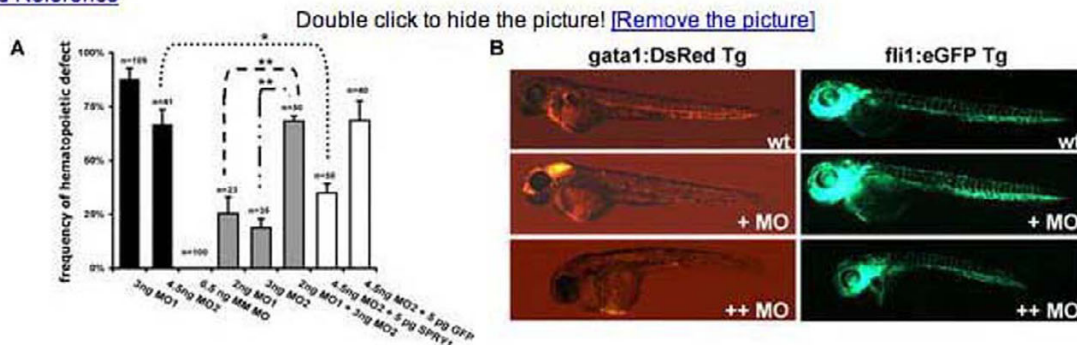 Double click to hide the picture! [Remove the picture]
A
B
frequency of hematopoietic defect
100%
75%
50%
25%
0%
n=61
n=100
n=23
n=35
n=50
n=58
n=40
*
**
**
3ng MO1
4.5ng MO2
6.5 ng MM MO
2ng MO1
3ng MO2
2ng MO1 + 3ng MO2
4.5ng MO2 + 5 pg SPRY1
4.5ng MO2 + 5 pg GFP
gata1:DsRed Tg
fli1:eGFP Tg
wt
wt
+ MO
+ MO
++ MO
++ MO